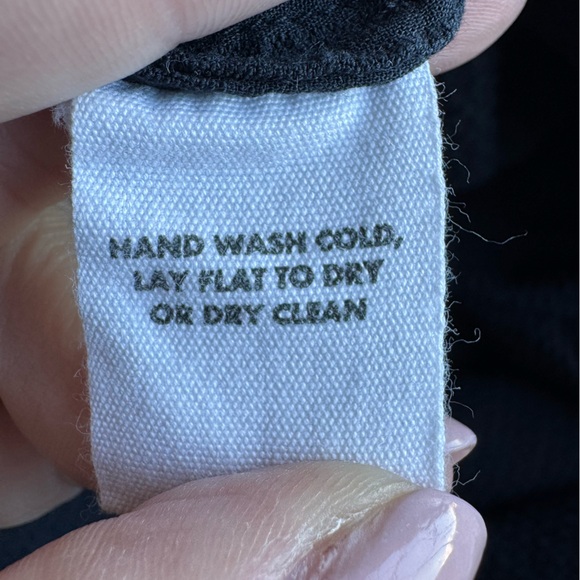 HAND WASH COLD,
LAY FLAT TO DRY
OR DRY CLEAN